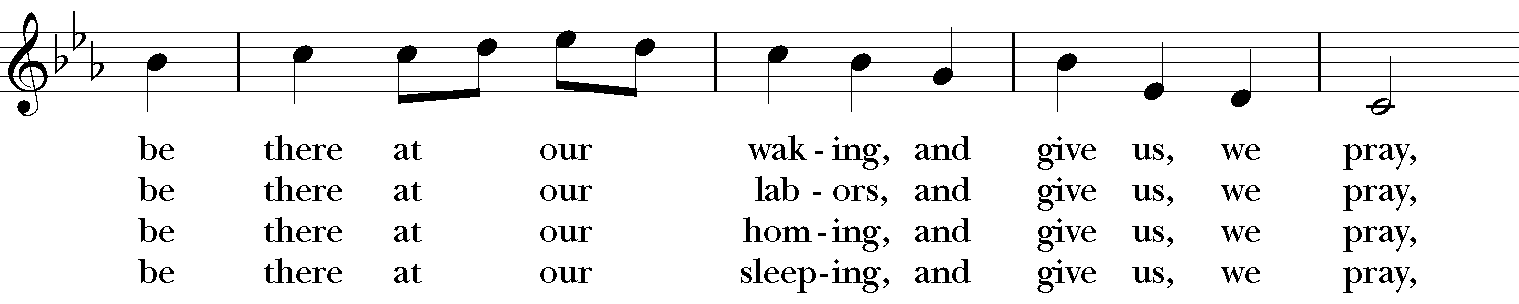 be there at our wak - ing, and give us, we pray,
be there at our lab - ors, and give us, we pray,
be there at our hom - ing, and give us, we pray,
be there at our sleep - ing, and give us, we pray,